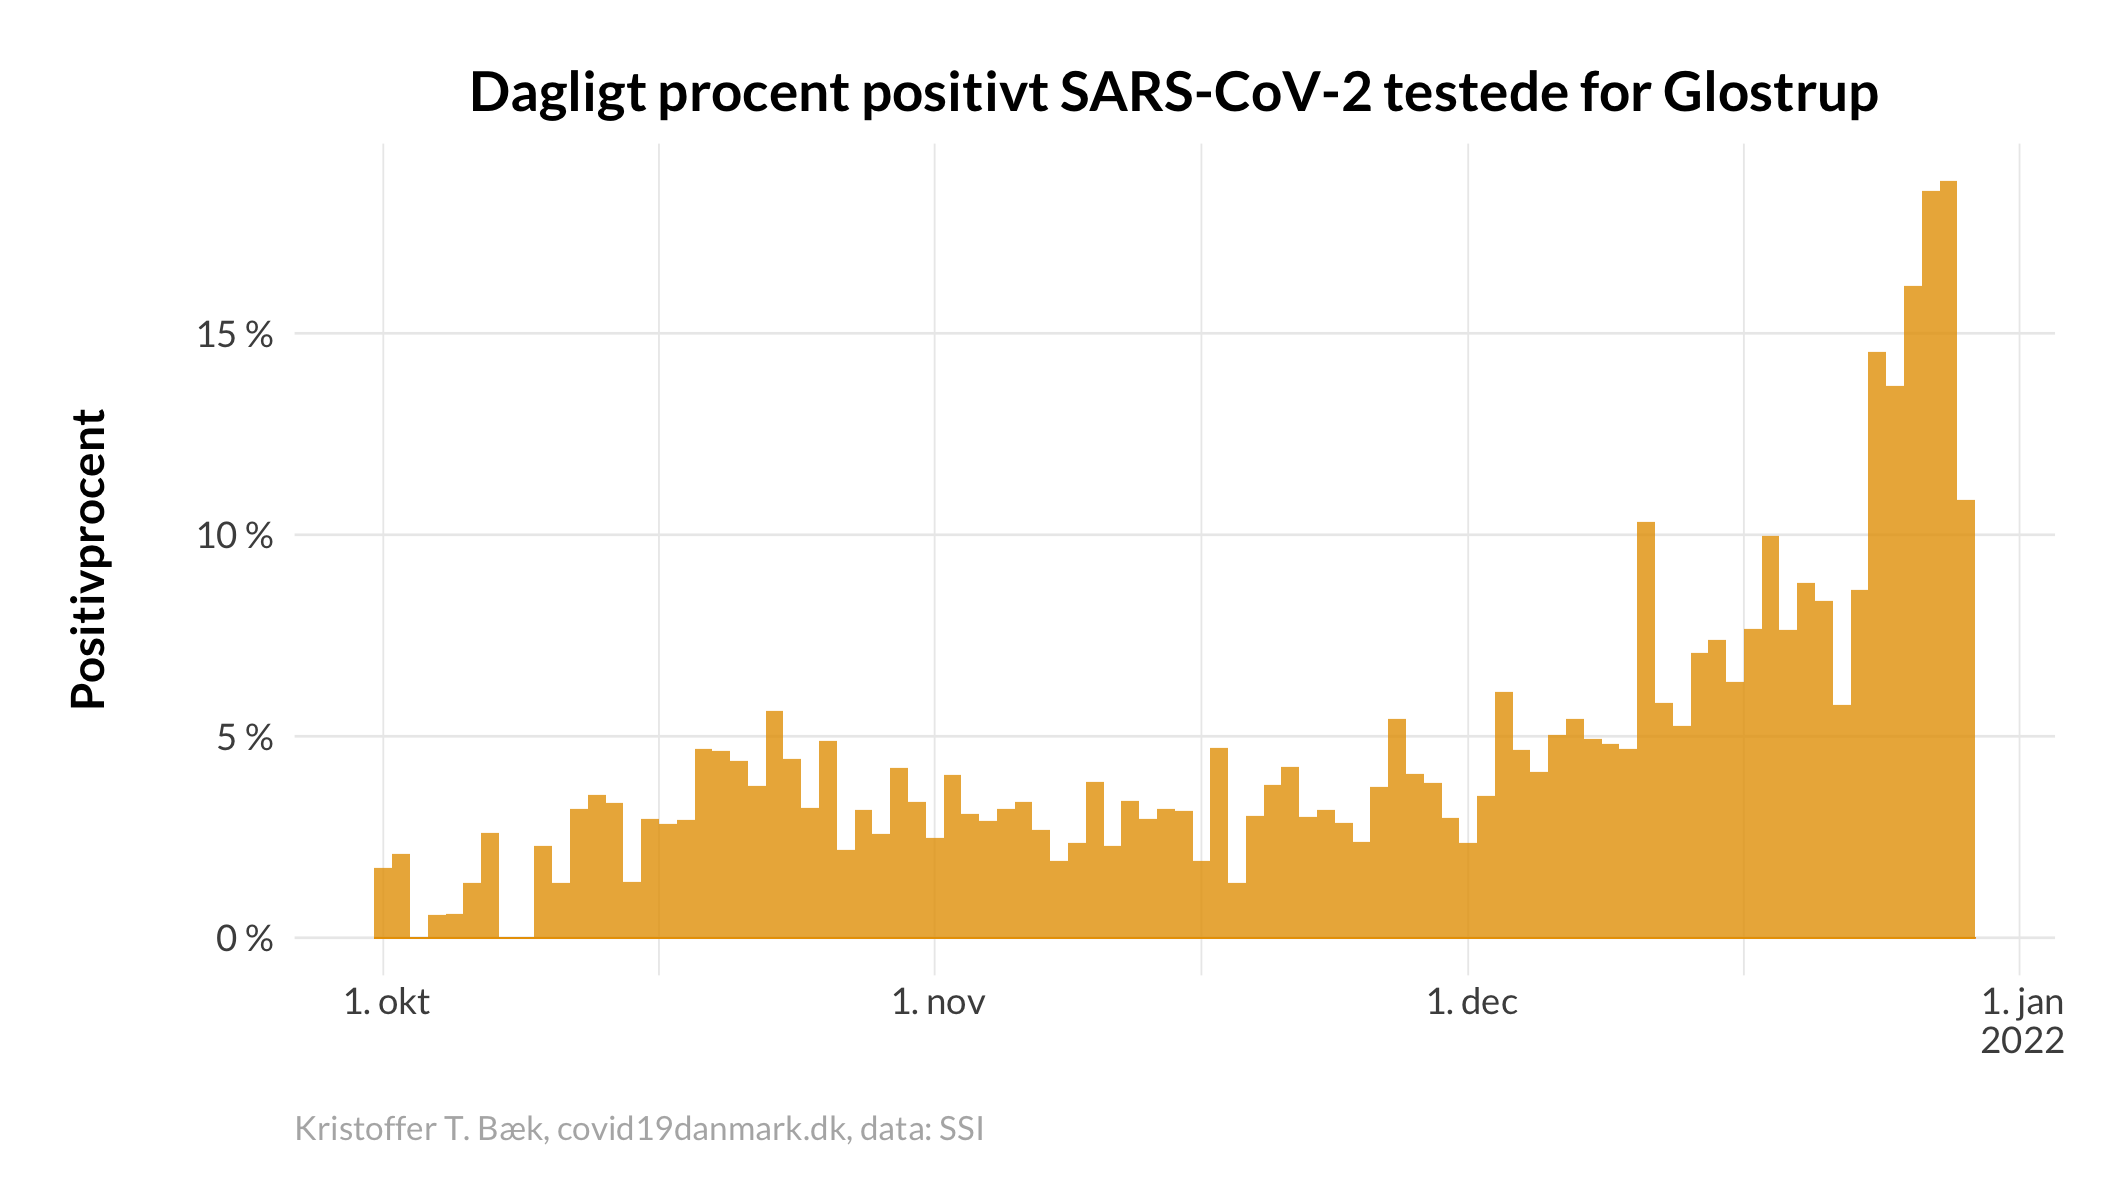 Dagligt procent positivt SARS-CoV-2 testede for Glostrup
Positivprocent
15 %
10 %
5 %
0 %
1. okt
1. nov
1. dec
1. jan
2022
Kristoffer T. Bæk, covid19danmark.dk, data: SSI